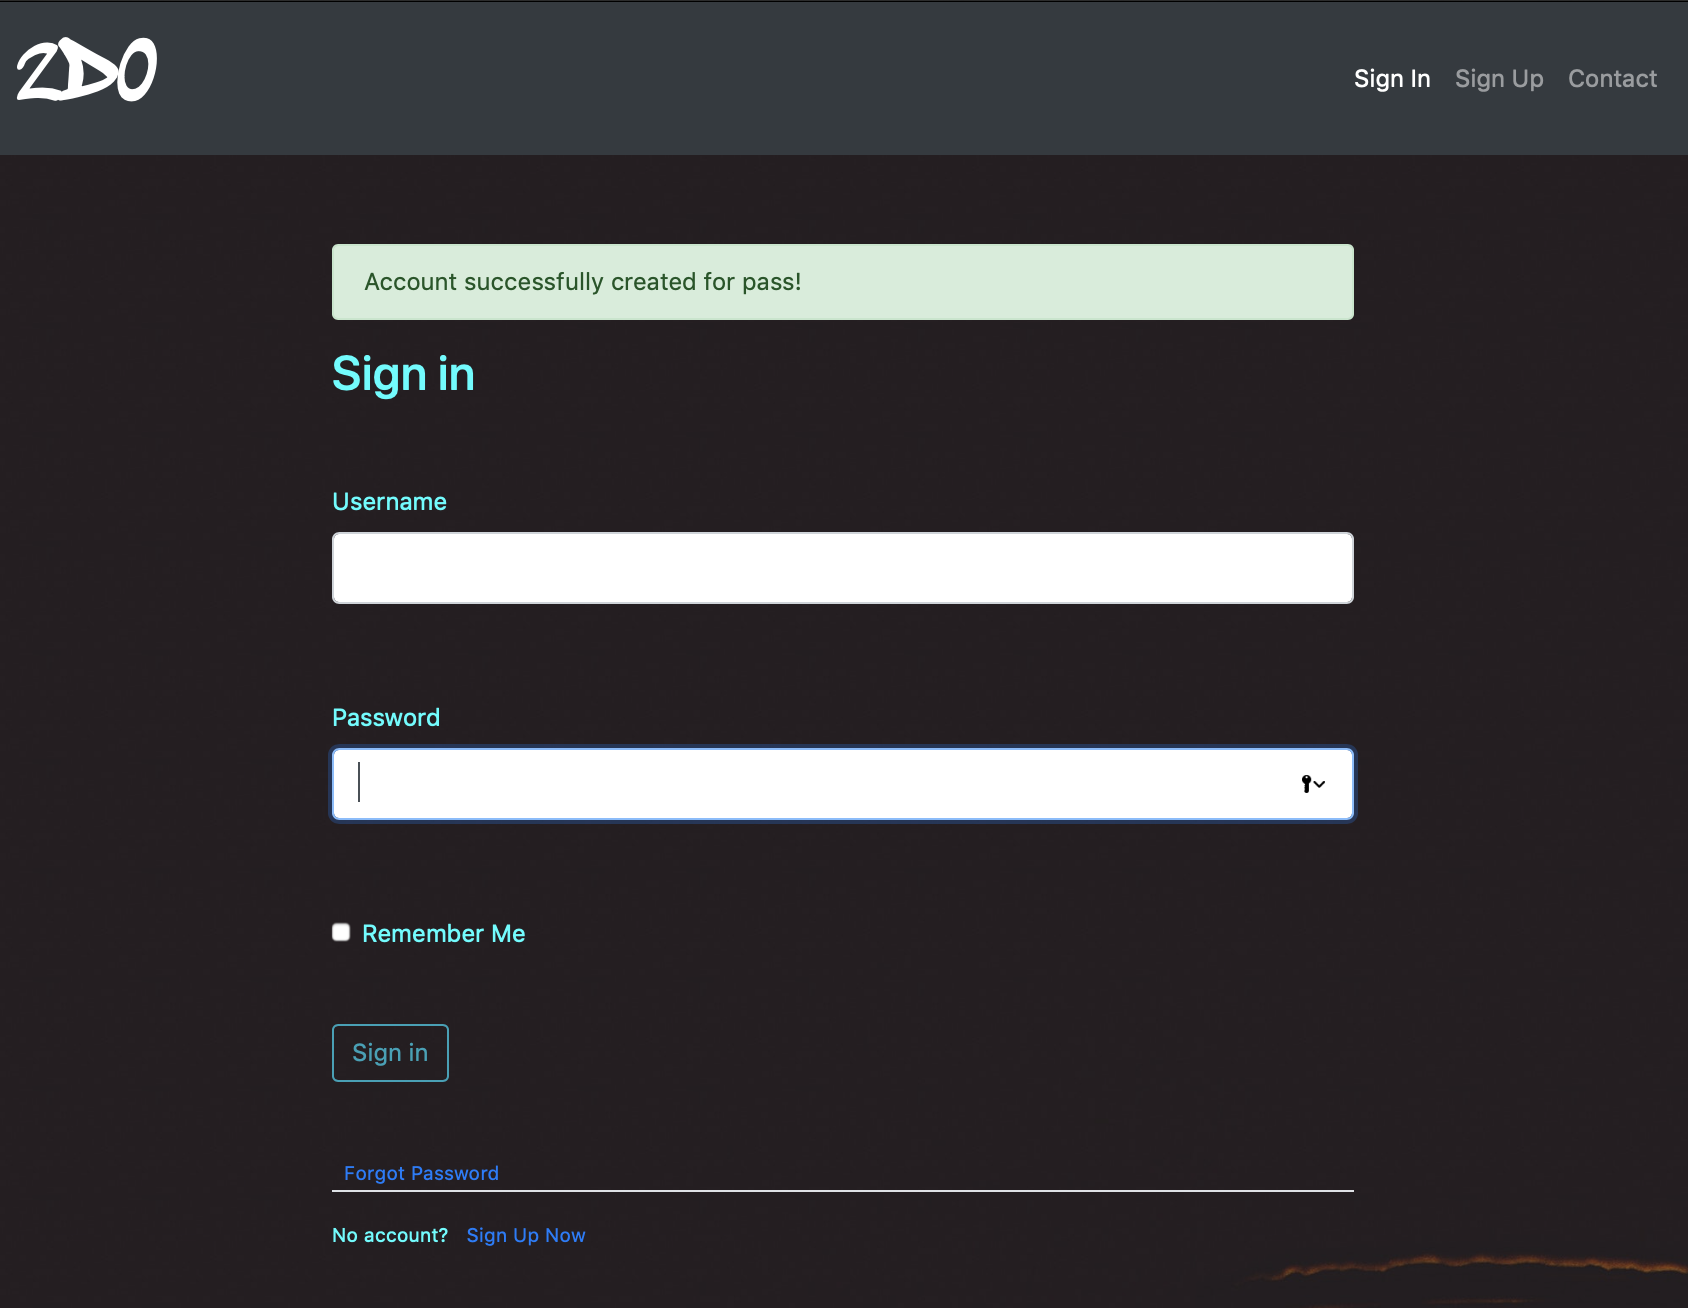 2DO
Sign In Sign Up Contact
Account successfully created for pass!
Sign in
Username
Password
Remember Me
Sign in
Forgot Password
No account? Sign Up Now